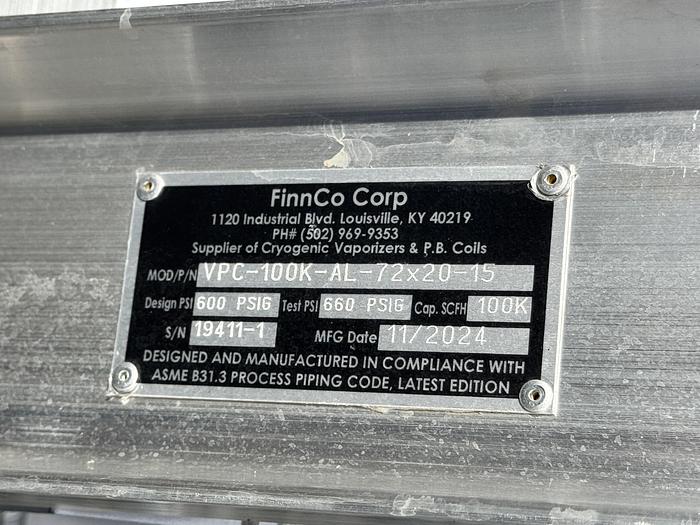 FinnCo Corp
1120 Industrial Blvd. Louisville, KY 40219
PH# (502) 969-9353
Supplier of Cryogenic Vaporizers & P.B. Coils
MOD/P/N VPC-100K-AL-72x20-15
Design PSI 600 PSIG Test PSI 660 PSIG Cap. SCFH 100K
S/N 19411-1 MFG Date 11/2024
DESIGNED AND MANUFACTURED IN COMPLIANCE WITH
ASME B31.3 PROCESS PIPING CODE, LATEST EDITION